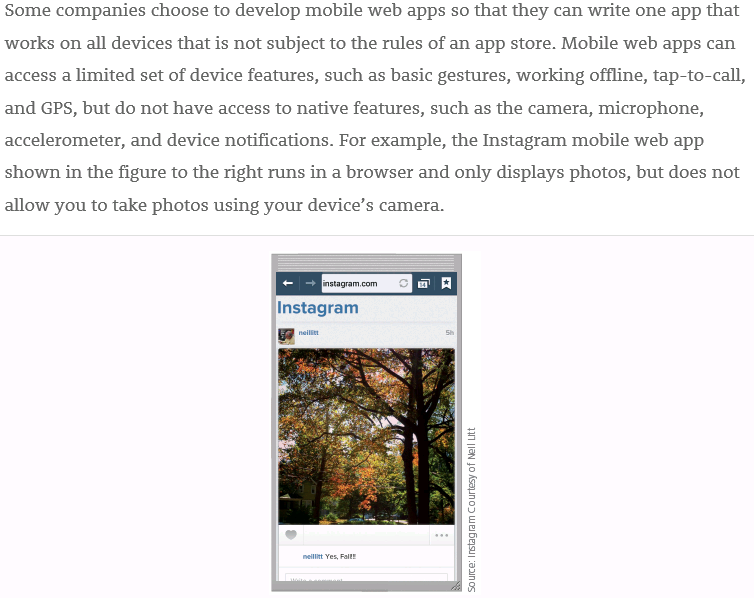 Some companies choose to develop mobile web apps so that they can write one app that
works on all devices that is not subject to the rules of an app store. Mobile web apps can
access a limited set of device features, such as basic gestures, working offline, tap-to-call,
and GPS, but do not have access to native features, such as the camera, microphone,
accelerometer, and device notifications. For example, the Instagram mobile web app
shown in the figure to the right runs in a browser and only displays photos, but does not
allow you to take photos using your device’s camera.
instagram.com
Instagram
neillitt
5h
neillitt Yes, Fall!!!
Source: Instagram Courtesy of Neil Litt